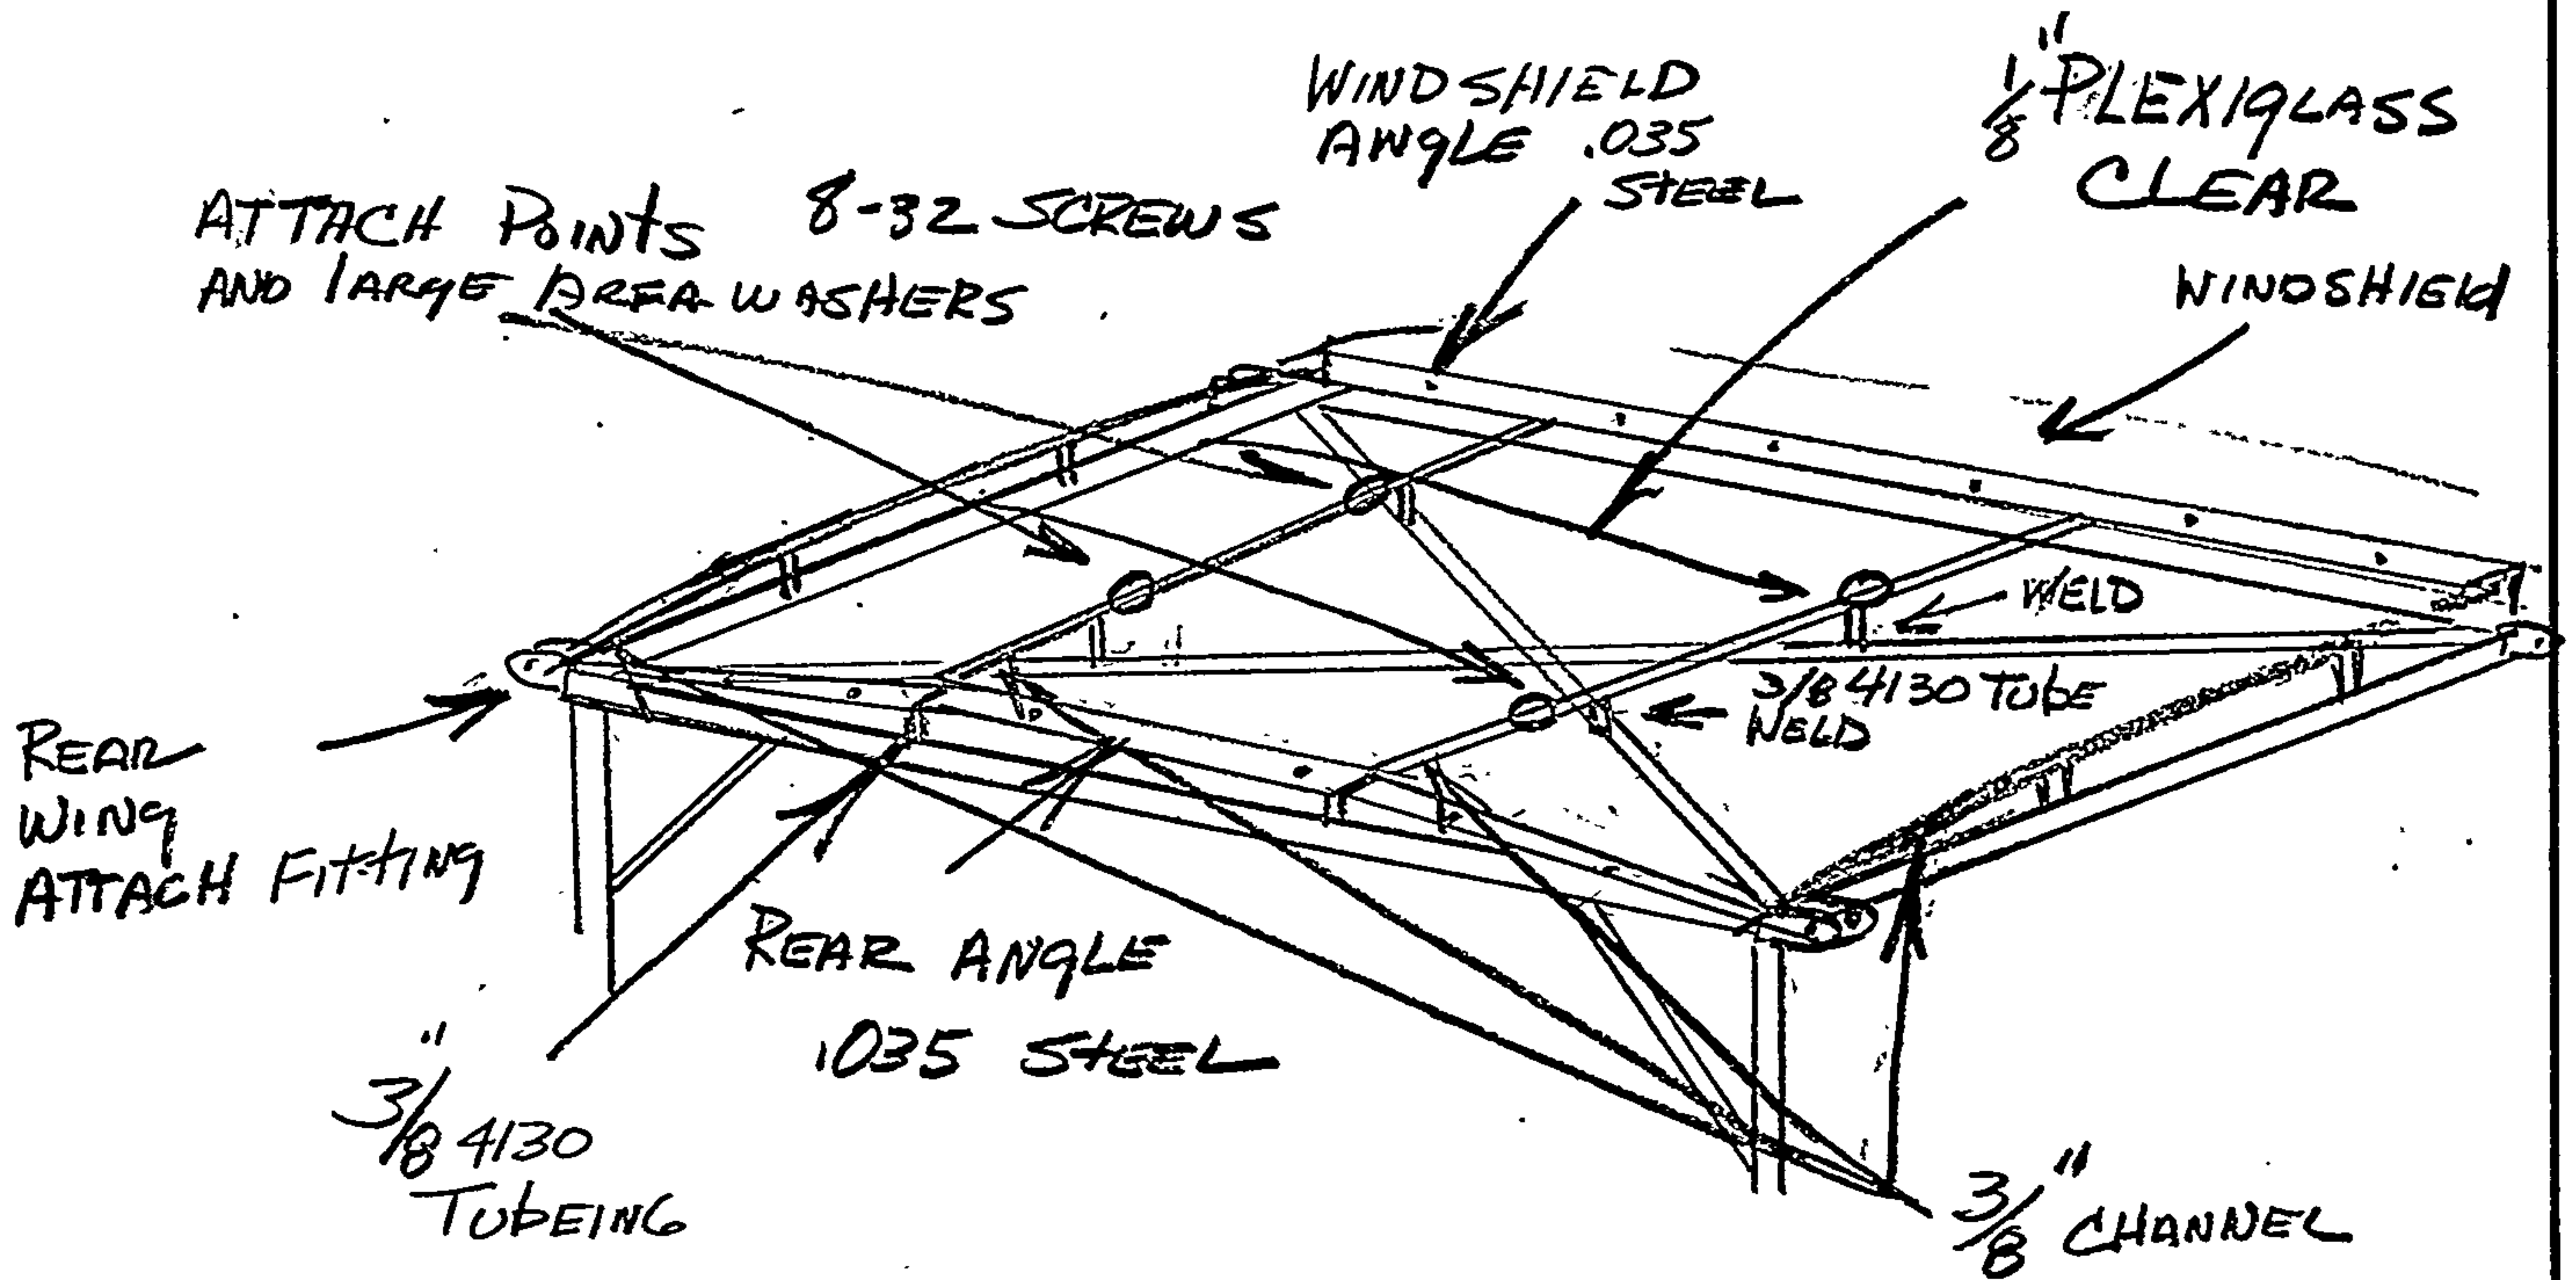 WINDSHIELD
ANGLE .035
STEEL
1/8" PLEXIGLASS
CLEAR
WINDSHIELD
ATTACH POINTS 8-32 SCREWS
AND LARGE AREA WASHERS
WELD
3/8 4130 TUBE
WELD
REAR
WING
ATTACH FITTING
REAR ANGLE
.035 STEEL
3/8" 4130
TUBEING
3/8" CHANNEL